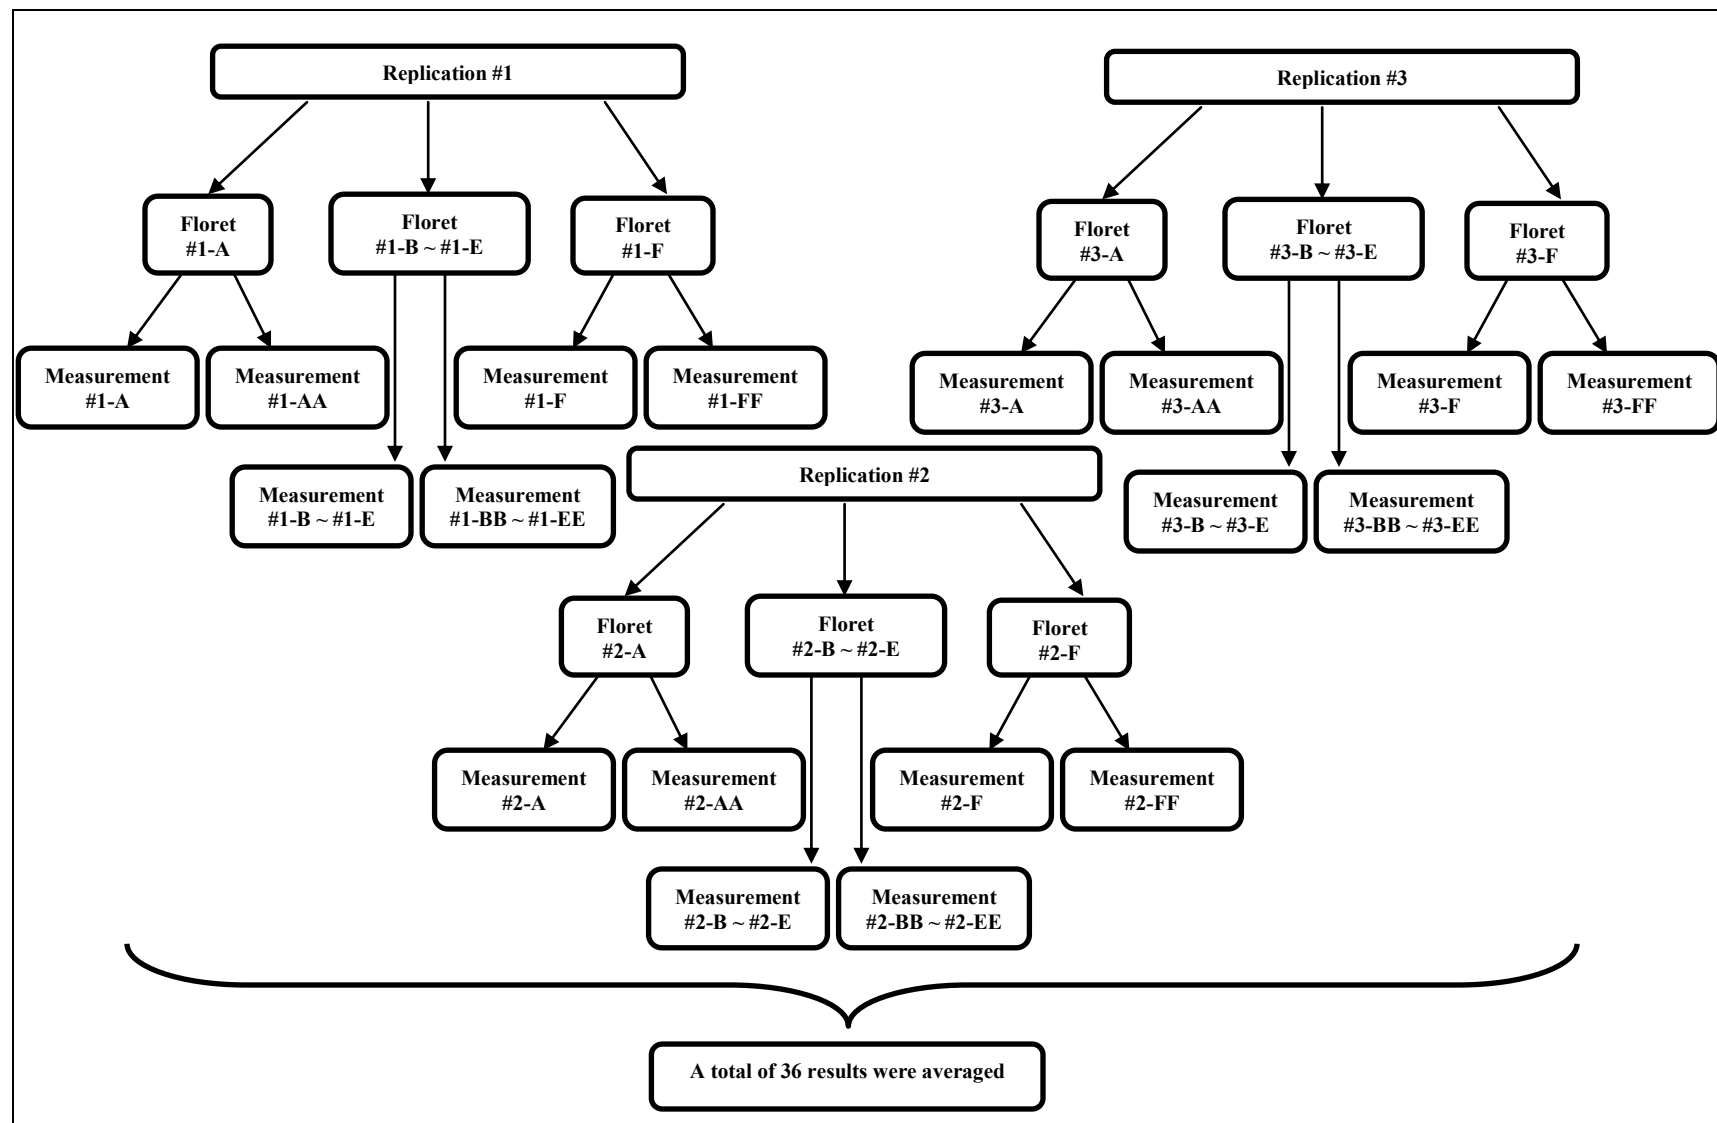 Replication #1
Floret
#1-A
Floret
#1-B ~ #1-E
Floret
#1-F
Measurement
#1-A
Measurement
#1-AA
Measurement
#1-F
Measurement
#1-FF
Measurement
#1-B ~ #1-E
Measurement
#1-BB ~ #1-EE
Replication #3
Floret
#3-A
Floret
#3-B ~ #3-E
Floret
#3-F
Measurement
#3-A
Measurement
#3-AA
Measurement
#3-F
Measurement
#3-FF
Measurement
#3-B ~ #3-E
Measurement
#3-BB ~ #3-EE
Replication #2
Floret
#2-A
Floret
#2-B ~ #2-E
Floret
#2-F
Measurement
#2-A
Measurement
#2-AA
Measurement
#2-F
Measurement
#2-FF
Measurement
#2-B ~ #2-E
Measurement
#2-BB ~ #2-EE
A total of 36 results were averaged